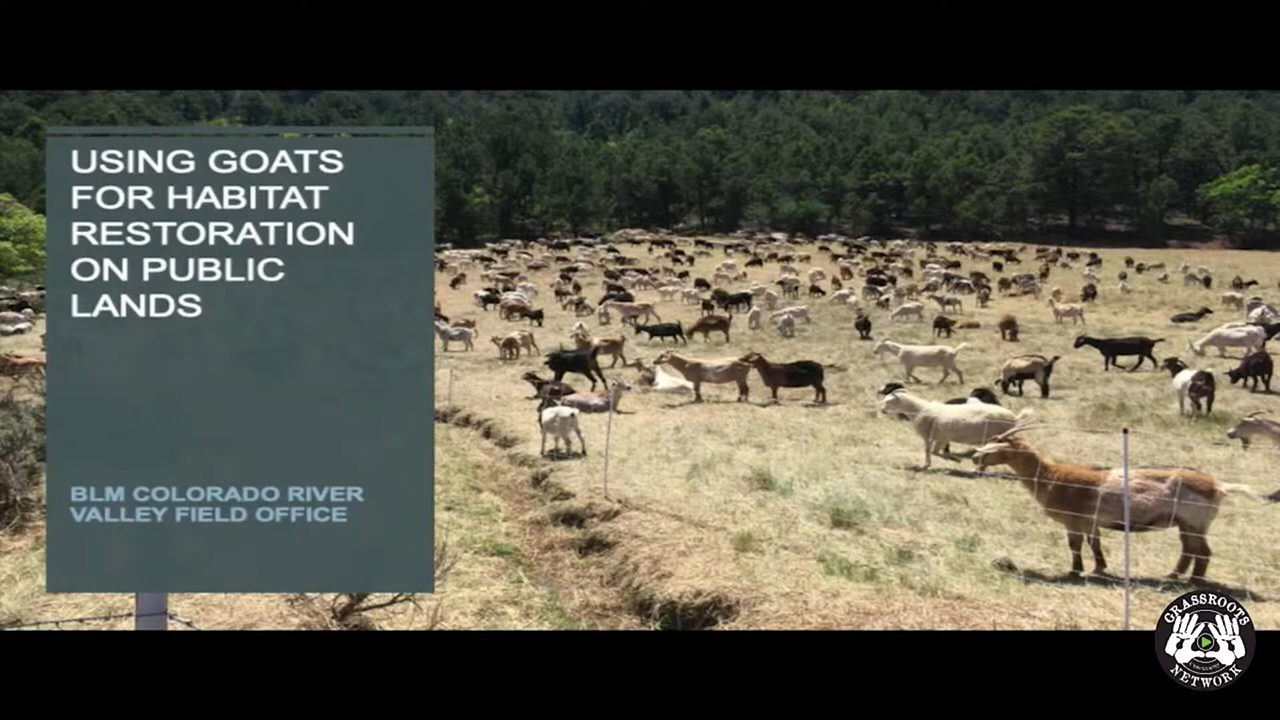 USING GOATS
FOR HABITAT
RESTORATION
ON PUBLIC
LANDS
BLM COLORADO RIVER
VALLEY FIELD OFFICE
GRASSROOTS
NETWORK